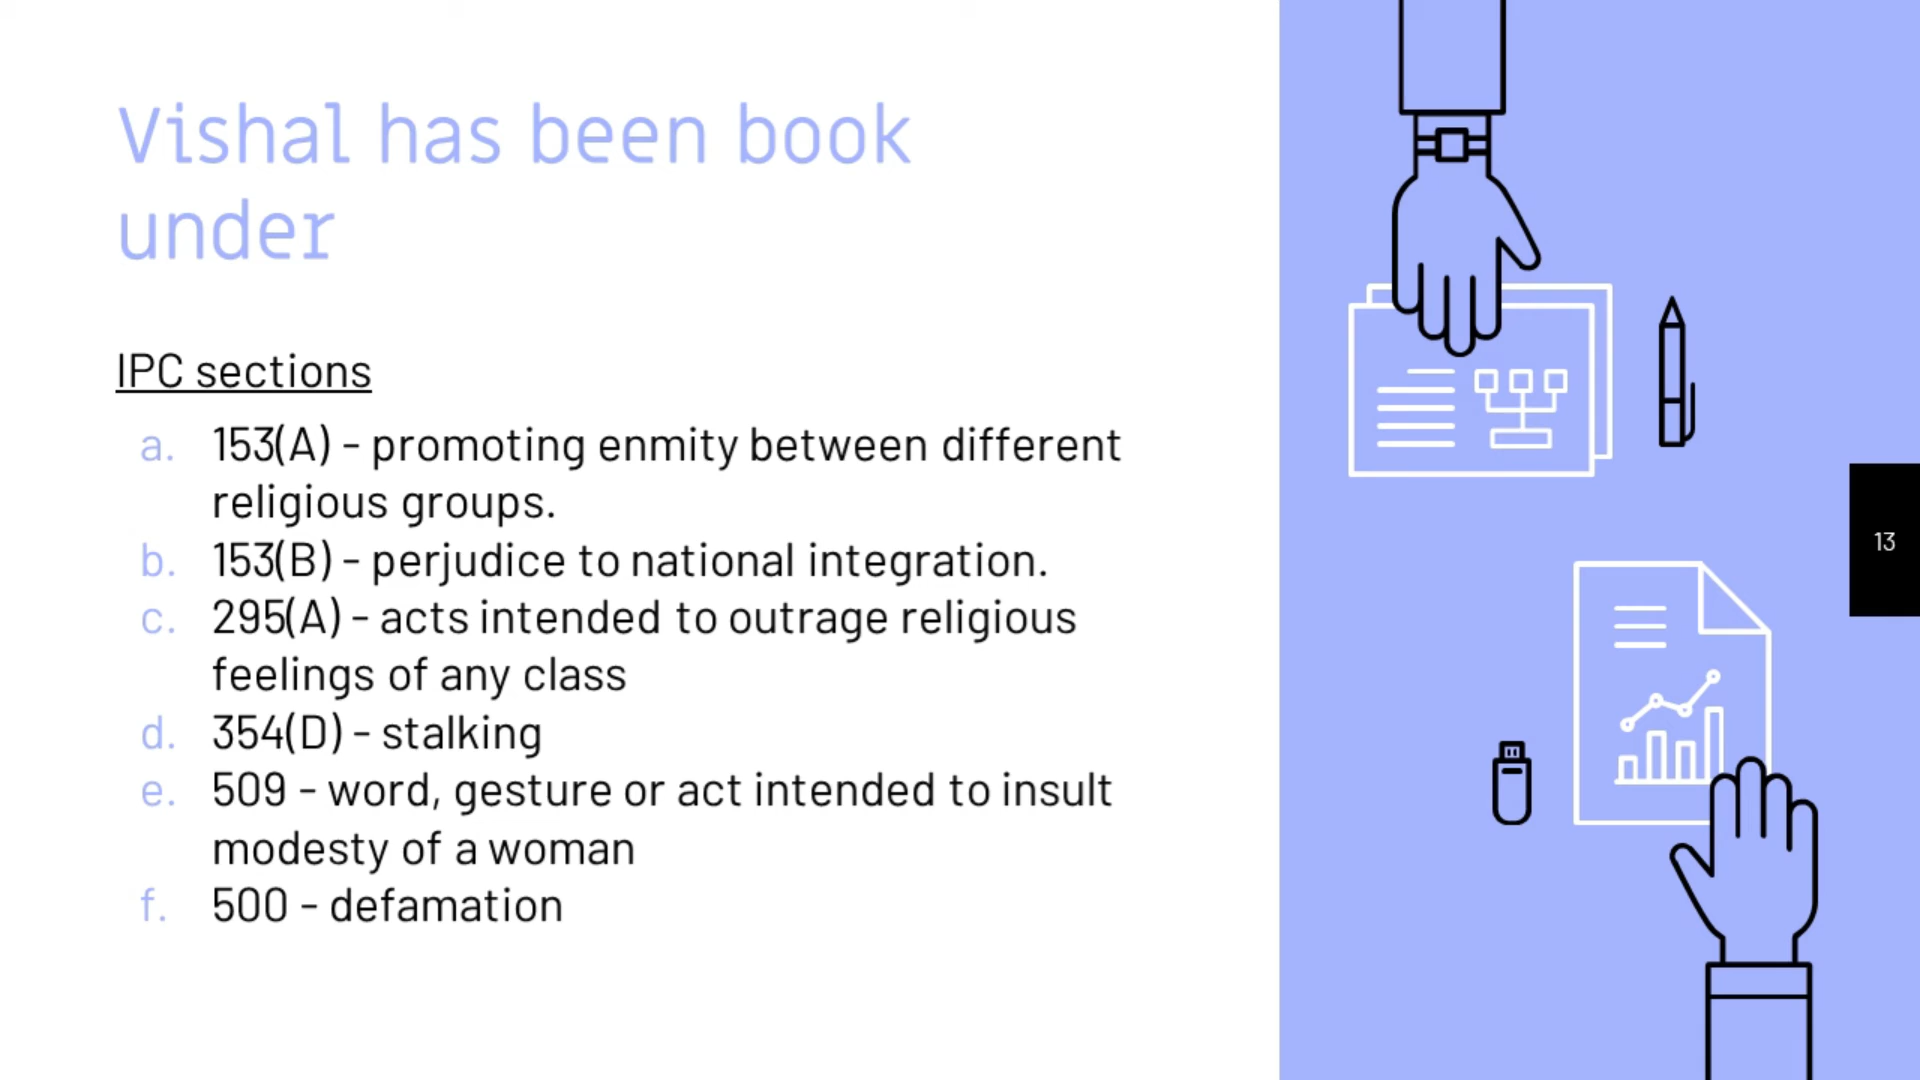 Vishal has been book
under
IPC sections
a. 153(A) - promoting enmity between different
religious groups.
b. 153(B) - perjudice to national integration.
c. 295(A) - acts intended to outrage religious
feelings of any class
d. 354(D) - stalking
e. 509 - word, gesture or act intended to insult
modesty of a woman
f. 500 - defamation
13